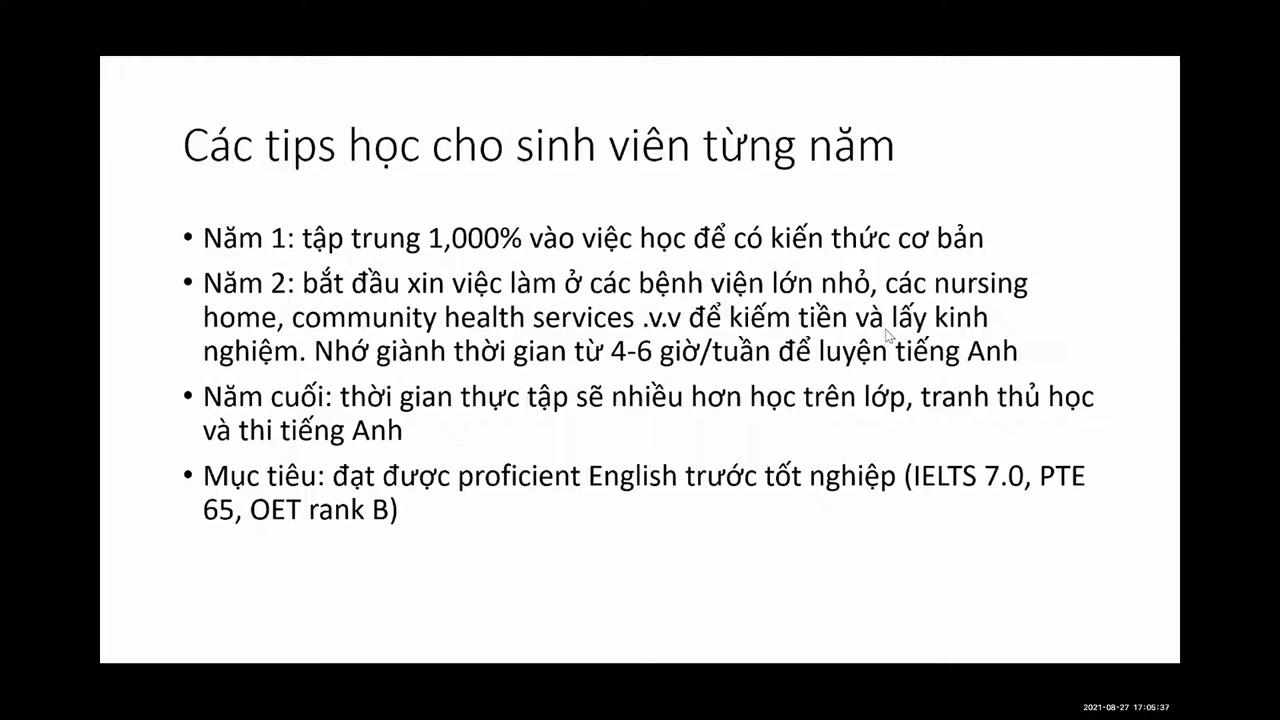 Các tips học cho sinh viên từng năm
• Năm 1: tập trung 1,000% vào việc học để có kiến thức cơ bản
• Năm 2: bắt đầu xin việc làm ở các bệnh viện lớn nhỏ, các nursing
home, community health services .v.v để kiếm tiền và lấy kinh
nghiệm. Nhớ giành thời gian từ 4-6 giờ/tuần để luyện tiếng Anh
• Năm cuối: thời gian thực tập sẽ nhiều hơn học trên lớp, tranh thủ học
và thi tiếng Anh
• Mục tiêu: đạt được proficient English trước tốt nghiệp (IELTS 7.0, PTE
65, OET rank B)
2021-08-27 17:05:37